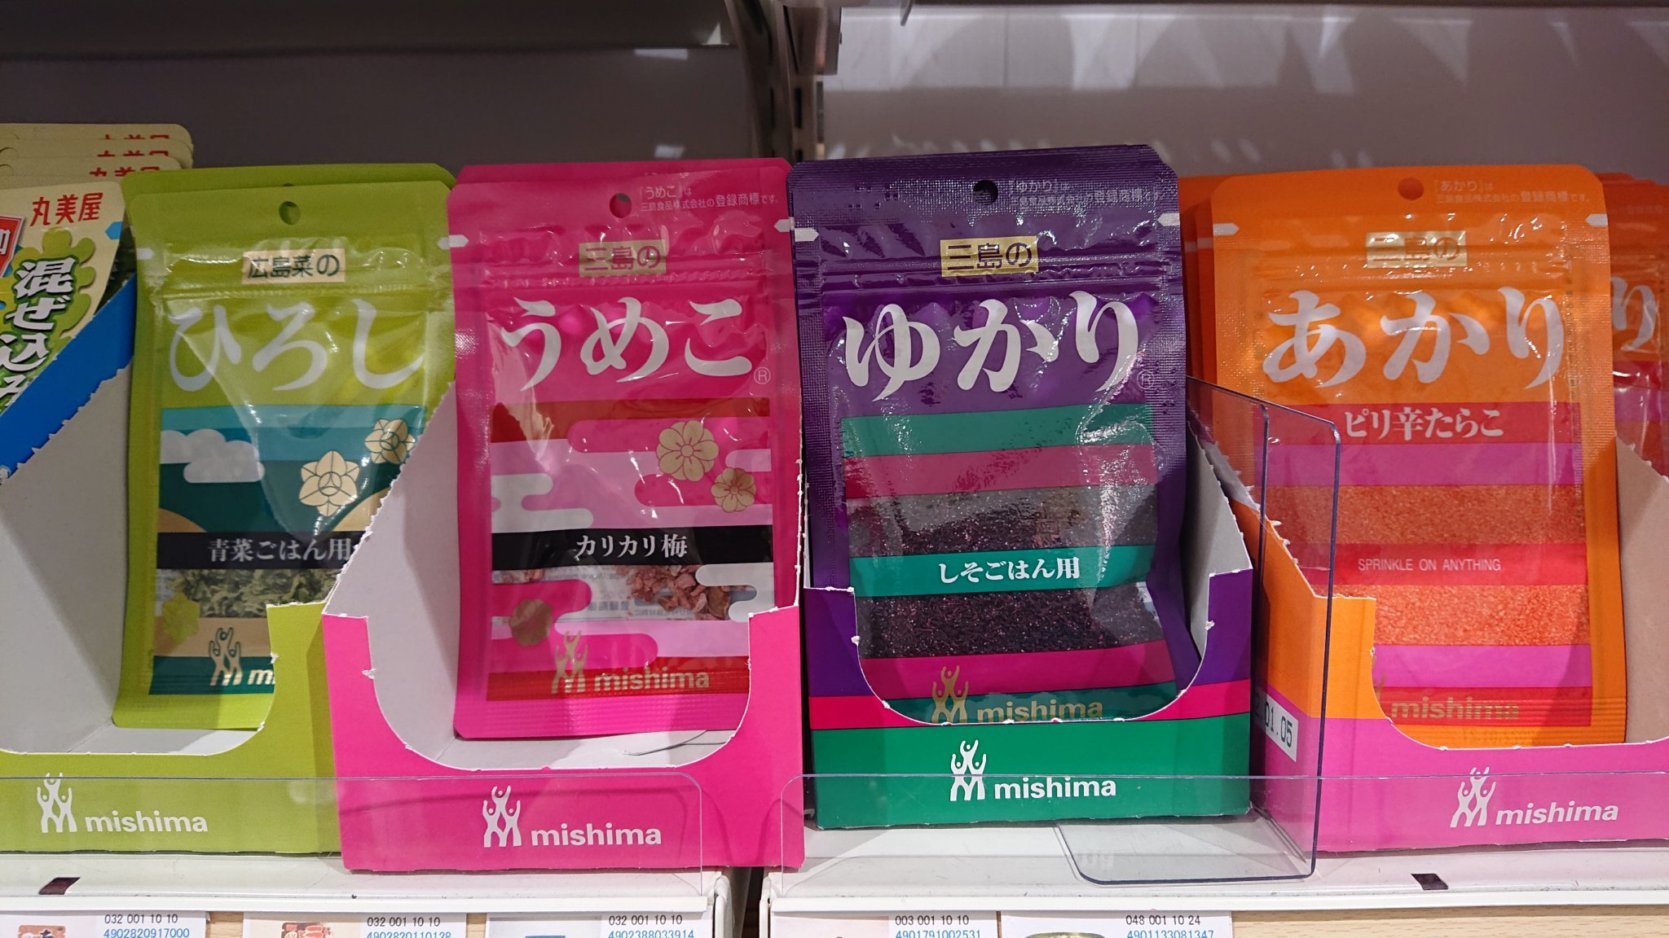 丸美屋
混ぜ込み
広島菜の
ひろし
青菜ごはん用
mishima
『うめこ』は
三島食品株式会社の登録商標です。
三島の
うめこ®
カリカリ梅
mishima
mishima
『ゆかり』は
三島食品株式会社の登録商標です。
三島の
ゆかり®
しそごはん用
mishima
mishima
『あかり』は
三島食品株式会社の登録商標です。
三島の
あかり
ピリ辛たらこ
SPRINKLE ON ANYTHING
mishima
mishima
01.05
032 001 10 10
4902820917000
032 001 10 10
4902820110128
032 001 10 10
4902388033914
003 001 10 10
4901791002531
048 001 10 24
4901133081347